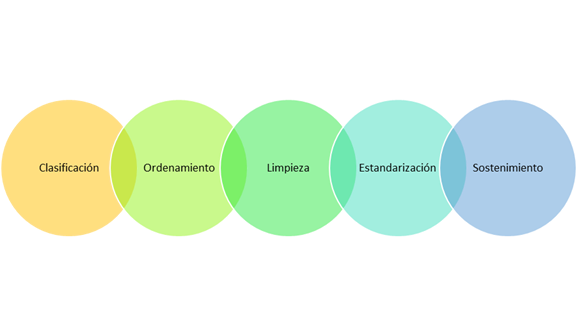 Clasificación
Ordenamiento
Limpieza
Estandarización
Sostenimiento